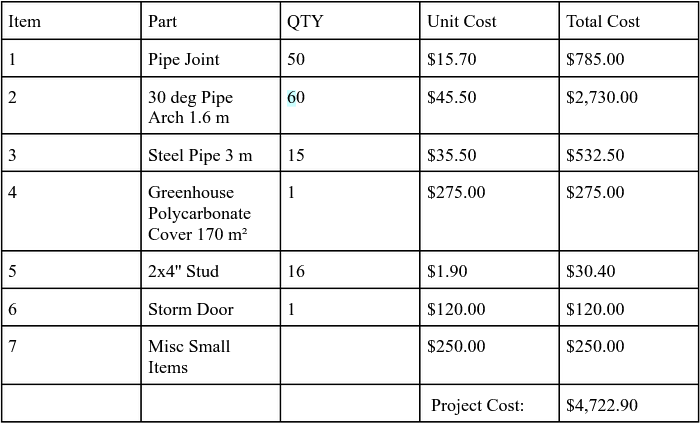 Item Part QTY Unit Cost Total Cost
1 Pipe Joint 50 $15.70 $785.00
2 30 deg Pipe 60 $45.50 $2,730.00
Arch 1.6 m
3 Steel Pipe 3 m 15 $35.50 $532.50
4 Greenhouse 1 $275.00 $275.00
Polycarbonate
Cover 170 m²
5 2x4" Stud 16 $1.90 $30.40
6 Storm Door 1 $120.00 $120.00
7 Misc Small $250.00 $250.00
Items
Project Cost: $4,722.90